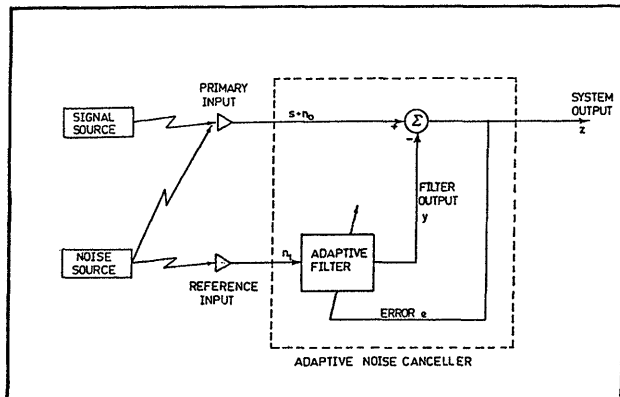 PRIMARY
INPUT
SIGNAL
SOURCE
s+n₀
+
Σ
SYSTEM
OUTPUT
z
-
FILTER
OUTPUT
y
NOISE
SOURCE
REFERENCE
INPUT
n₁
ADAPTIVE
FILTER
ERROR e
ADAPTIVE NOISE CANCELLER